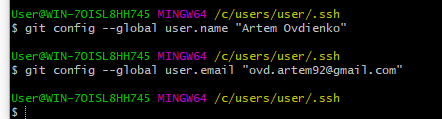 User@WIN-7OISL8HH745 MINGW64 /c/users/user/.ssh
$ git config --global user.name "Artem Ovdienko"
User@WIN-7OISL8HH745 MINGW64 /c/users/user/.ssh
$ git config --global user.email "ovd.artem92@gmail.com"
User@WIN-7OISL8HH745 MINGW64 /c/users/user/.ssh
$